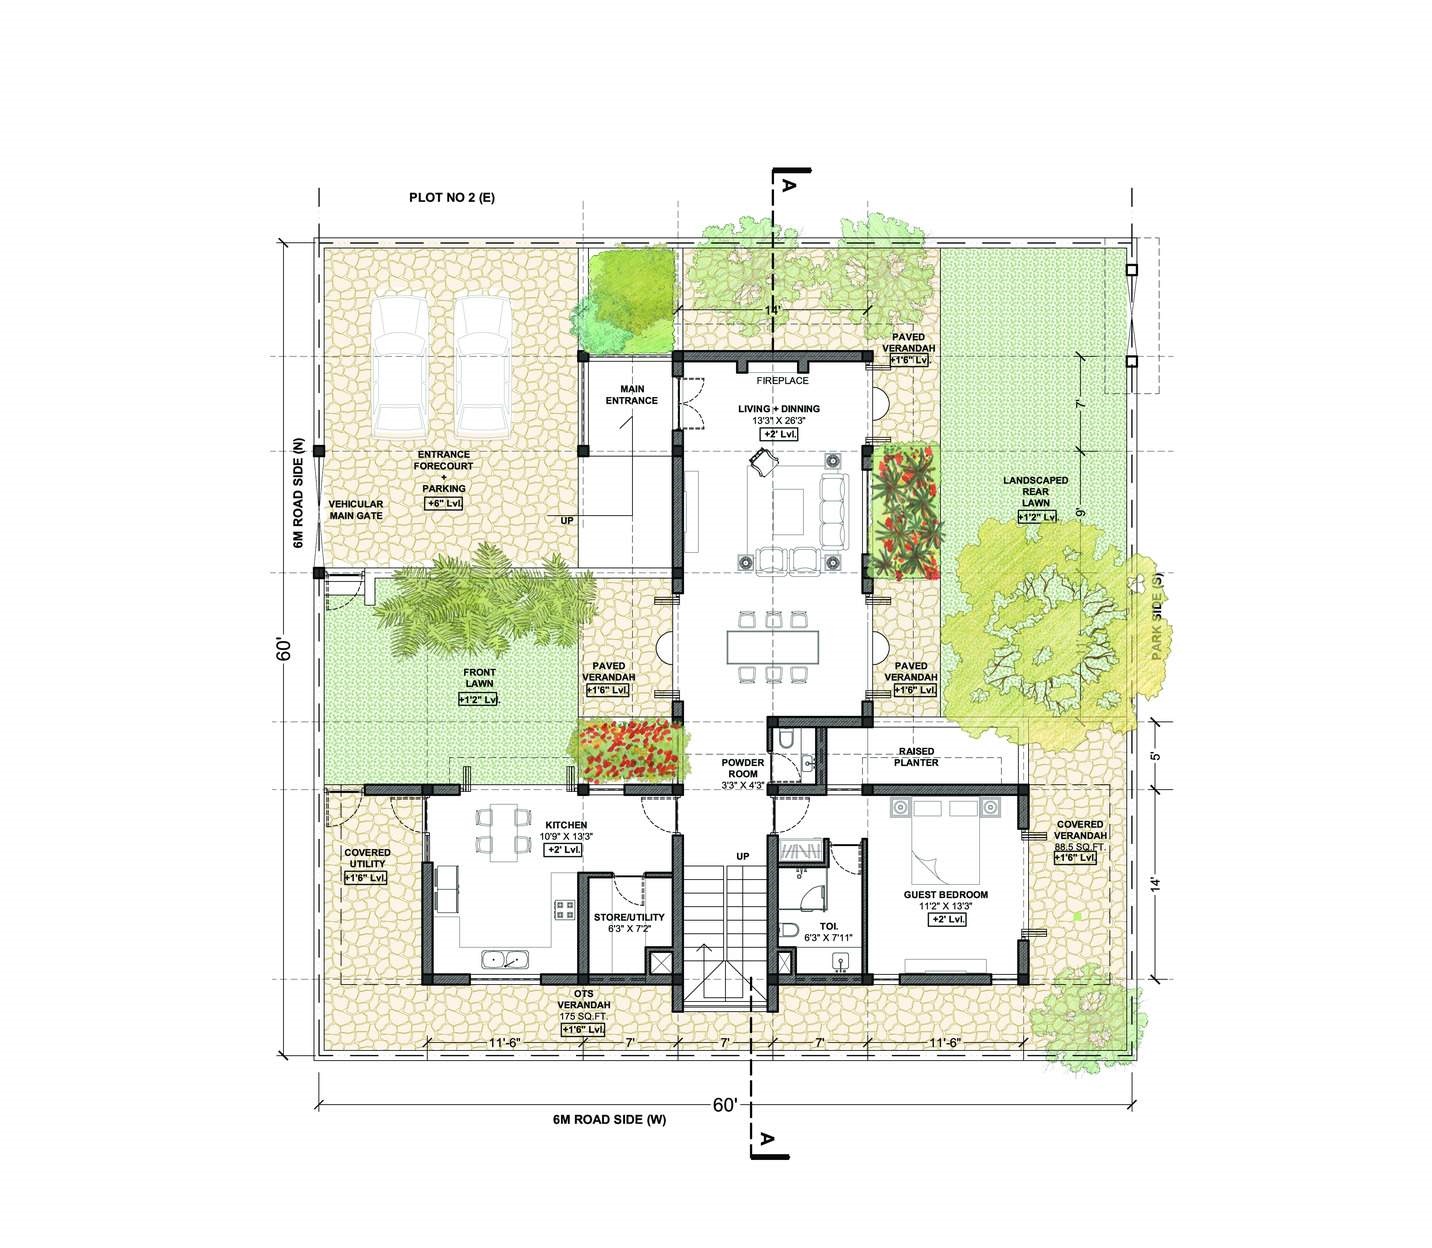 A
PLOT NO 2 (E)
14'
PAVED
VERANDAH
+1'6" Lvl.
FIREPLACE
MAIN
ENTRANCE
LIVING + DINNING
13'3" X 26'3"
+2' Lvl.
7'
ENTRANCE
FORECOURT
+
PARKING
+6" Lvl.
6M ROAD SIDE (N)
VEHICULAR
MAIN GATE
UP
LANDSCAPED
REAR
LAWN
+1'2" Lvl.
9'
PARK SIDE (S)
60'
FRONT
LAWN
+1'2" Lvl.
PAVED
VERANDAH
+1'6" Lvl.
PAVED
VERANDAH
+1'6" Lvl.
POWDER
ROOM
3'3" X 4'3"
RAISED
PLANTER
5'
KITCHEN
10'9" X 13'3"
+2' Lvl.
COVERED
UTILITY
+1'6" Lvl.
UP
COVERED
VERANDAH
88.5 SQ.FT.
+1'6" Lvl.
GUEST BEDROOM
11'2" X 13'3"
+2' Lvl.
14'
STORE/UTILITY
6'3" X 7'2"
TOI.
6'3" X 7'11"
OTS
VERANDAH
175 SQ.FT.
+1'6" Lvl.
11'-6"
7'
7'
7'
11'-6"
60'
6M ROAD SIDE (W)
A